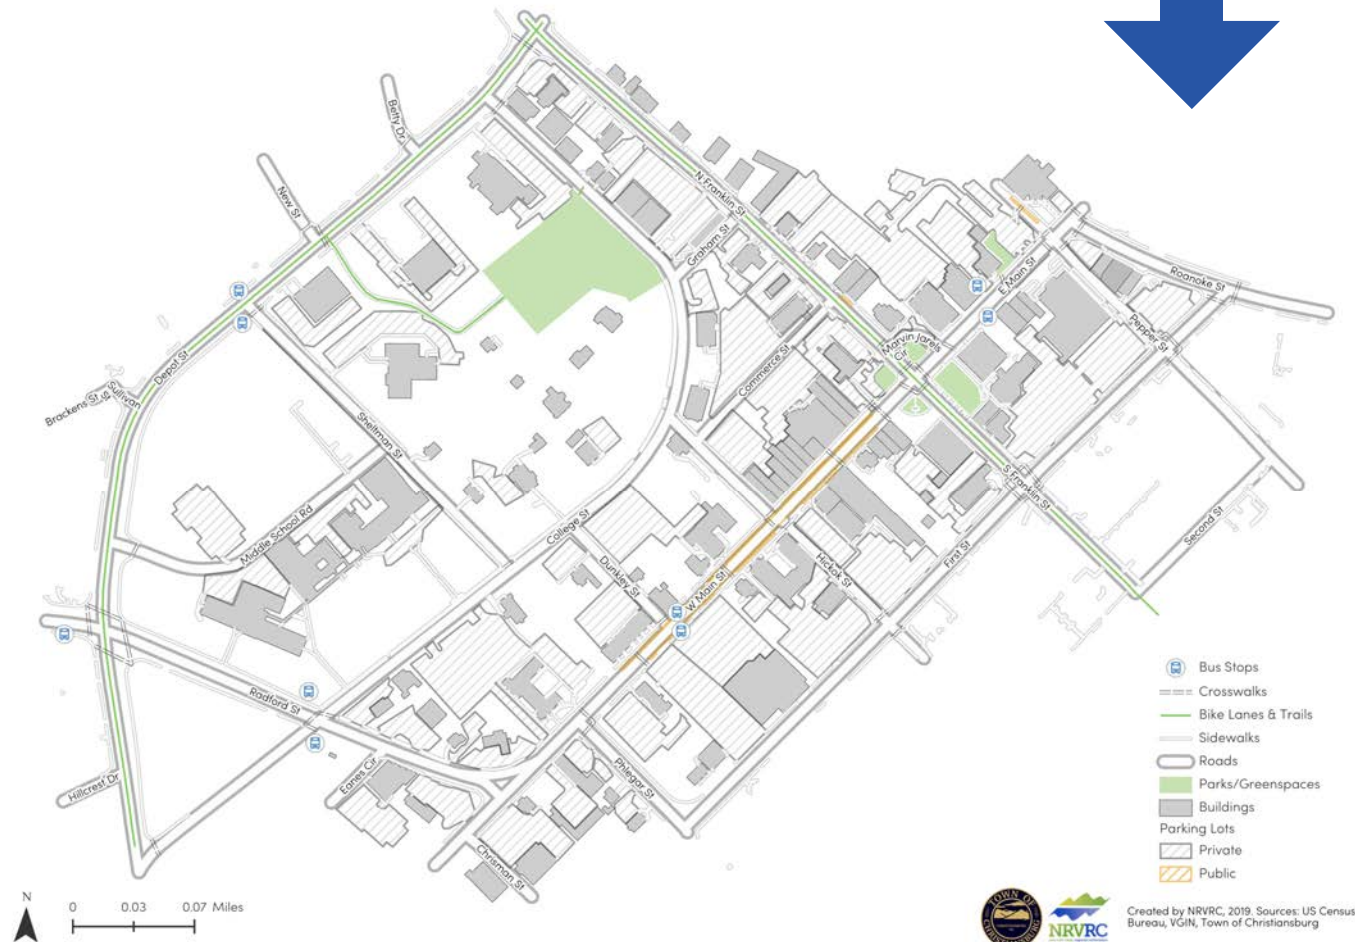 Betty Dr
New St
N Franklin St
Graham St
E Main St
Roanoke St
Pepper St
Marvin Jarels
Cir
Commerce St
Depot St
Sullivan
St
Brackens St
Sheltman St
S Franklin St
Second St
Middle School Rd
College St
Dunkley St
W Main St
Hickok St
First St
Radford St
Eanes Cir
Hillcrest Dr
Phlegar St
Chrisman St
Bus Stops
Crosswalks
Bike Lanes & Trails
Sidewalks
Roads
Parks/Greenspaces
Buildings
Parking Lots
Private
Public
N
0 0.03 0.07 Miles
TOWN OF
CHRISTIANSBURG
NRVRC
Created by NRVRC, 2019. Sources: US Census
Bureau, VGIN, Town of Christiansburg